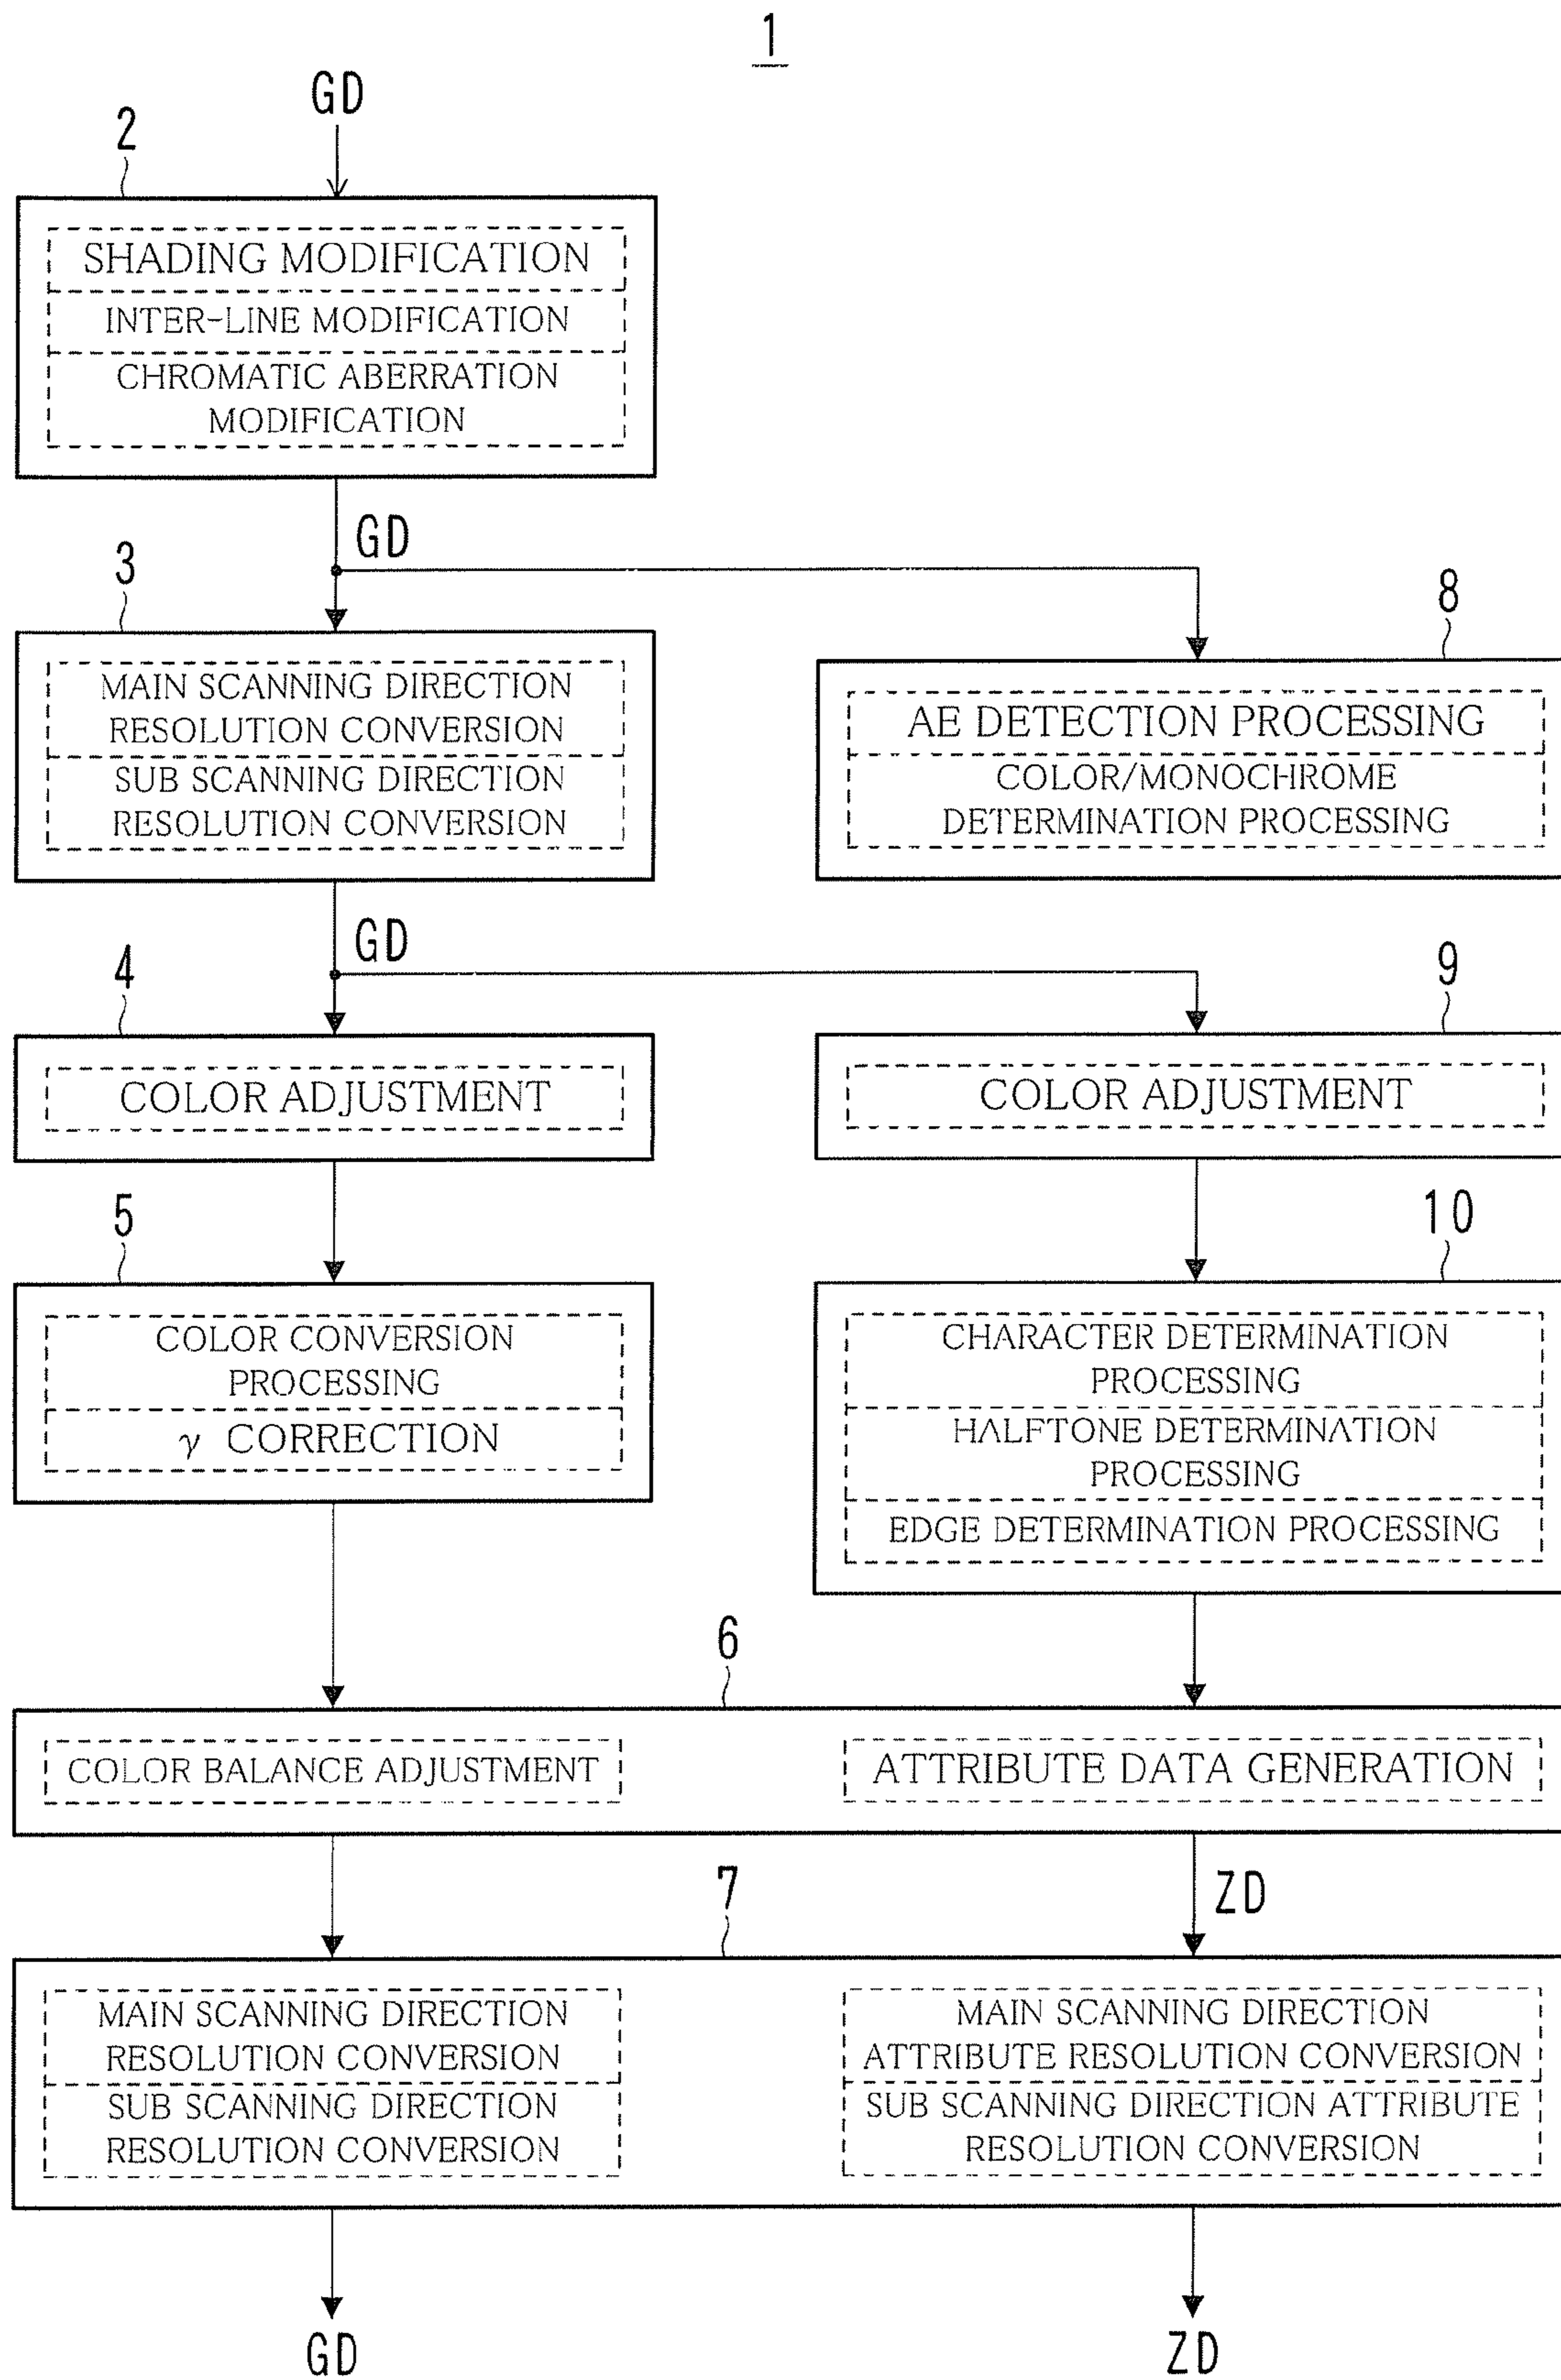 1
GD
2
SHADING MODIFICATION
INTER-LINE MODIFICATION
CHROMATIC ABERRATION
MODIFICATION
GD
3
MAIN SCANNING DIRECTION
RESOLUTION CONVERSION
SUB SCANNING DIRECTION
RESOLUTION CONVERSION
8
AE DETECTION PROCESSING
COLOR/MONOCHROME
DETERMINATION PROCESSING
GD
4
COLOR ADJUSTMENT
9
COLOR ADJUSTMENT
5
COLOR CONVERSION
PROCESSING
γ CORRECTION
10
CHARACTER DETERMINATION
PROCESSING
HALFTONE DETERMINATION
PROCESSING
EDGE DETERMINATION PROCESSING
6
COLOR BALANCE ADJUSTMENT
ATTRIBUTE DATA GENERATION
7
ZD
MAIN SCANNING DIRECTION
RESOLUTION CONVERSION
SUB SCANNING DIRECTION
RESOLUTION CONVERSION
MAIN SCANNING DIRECTION
ATTRIBUTE RESOLUTION CONVERSION
SUB SCANNING DIRECTION ATTRIBUTE
RESOLUTION CONVERSION
GD
ZD